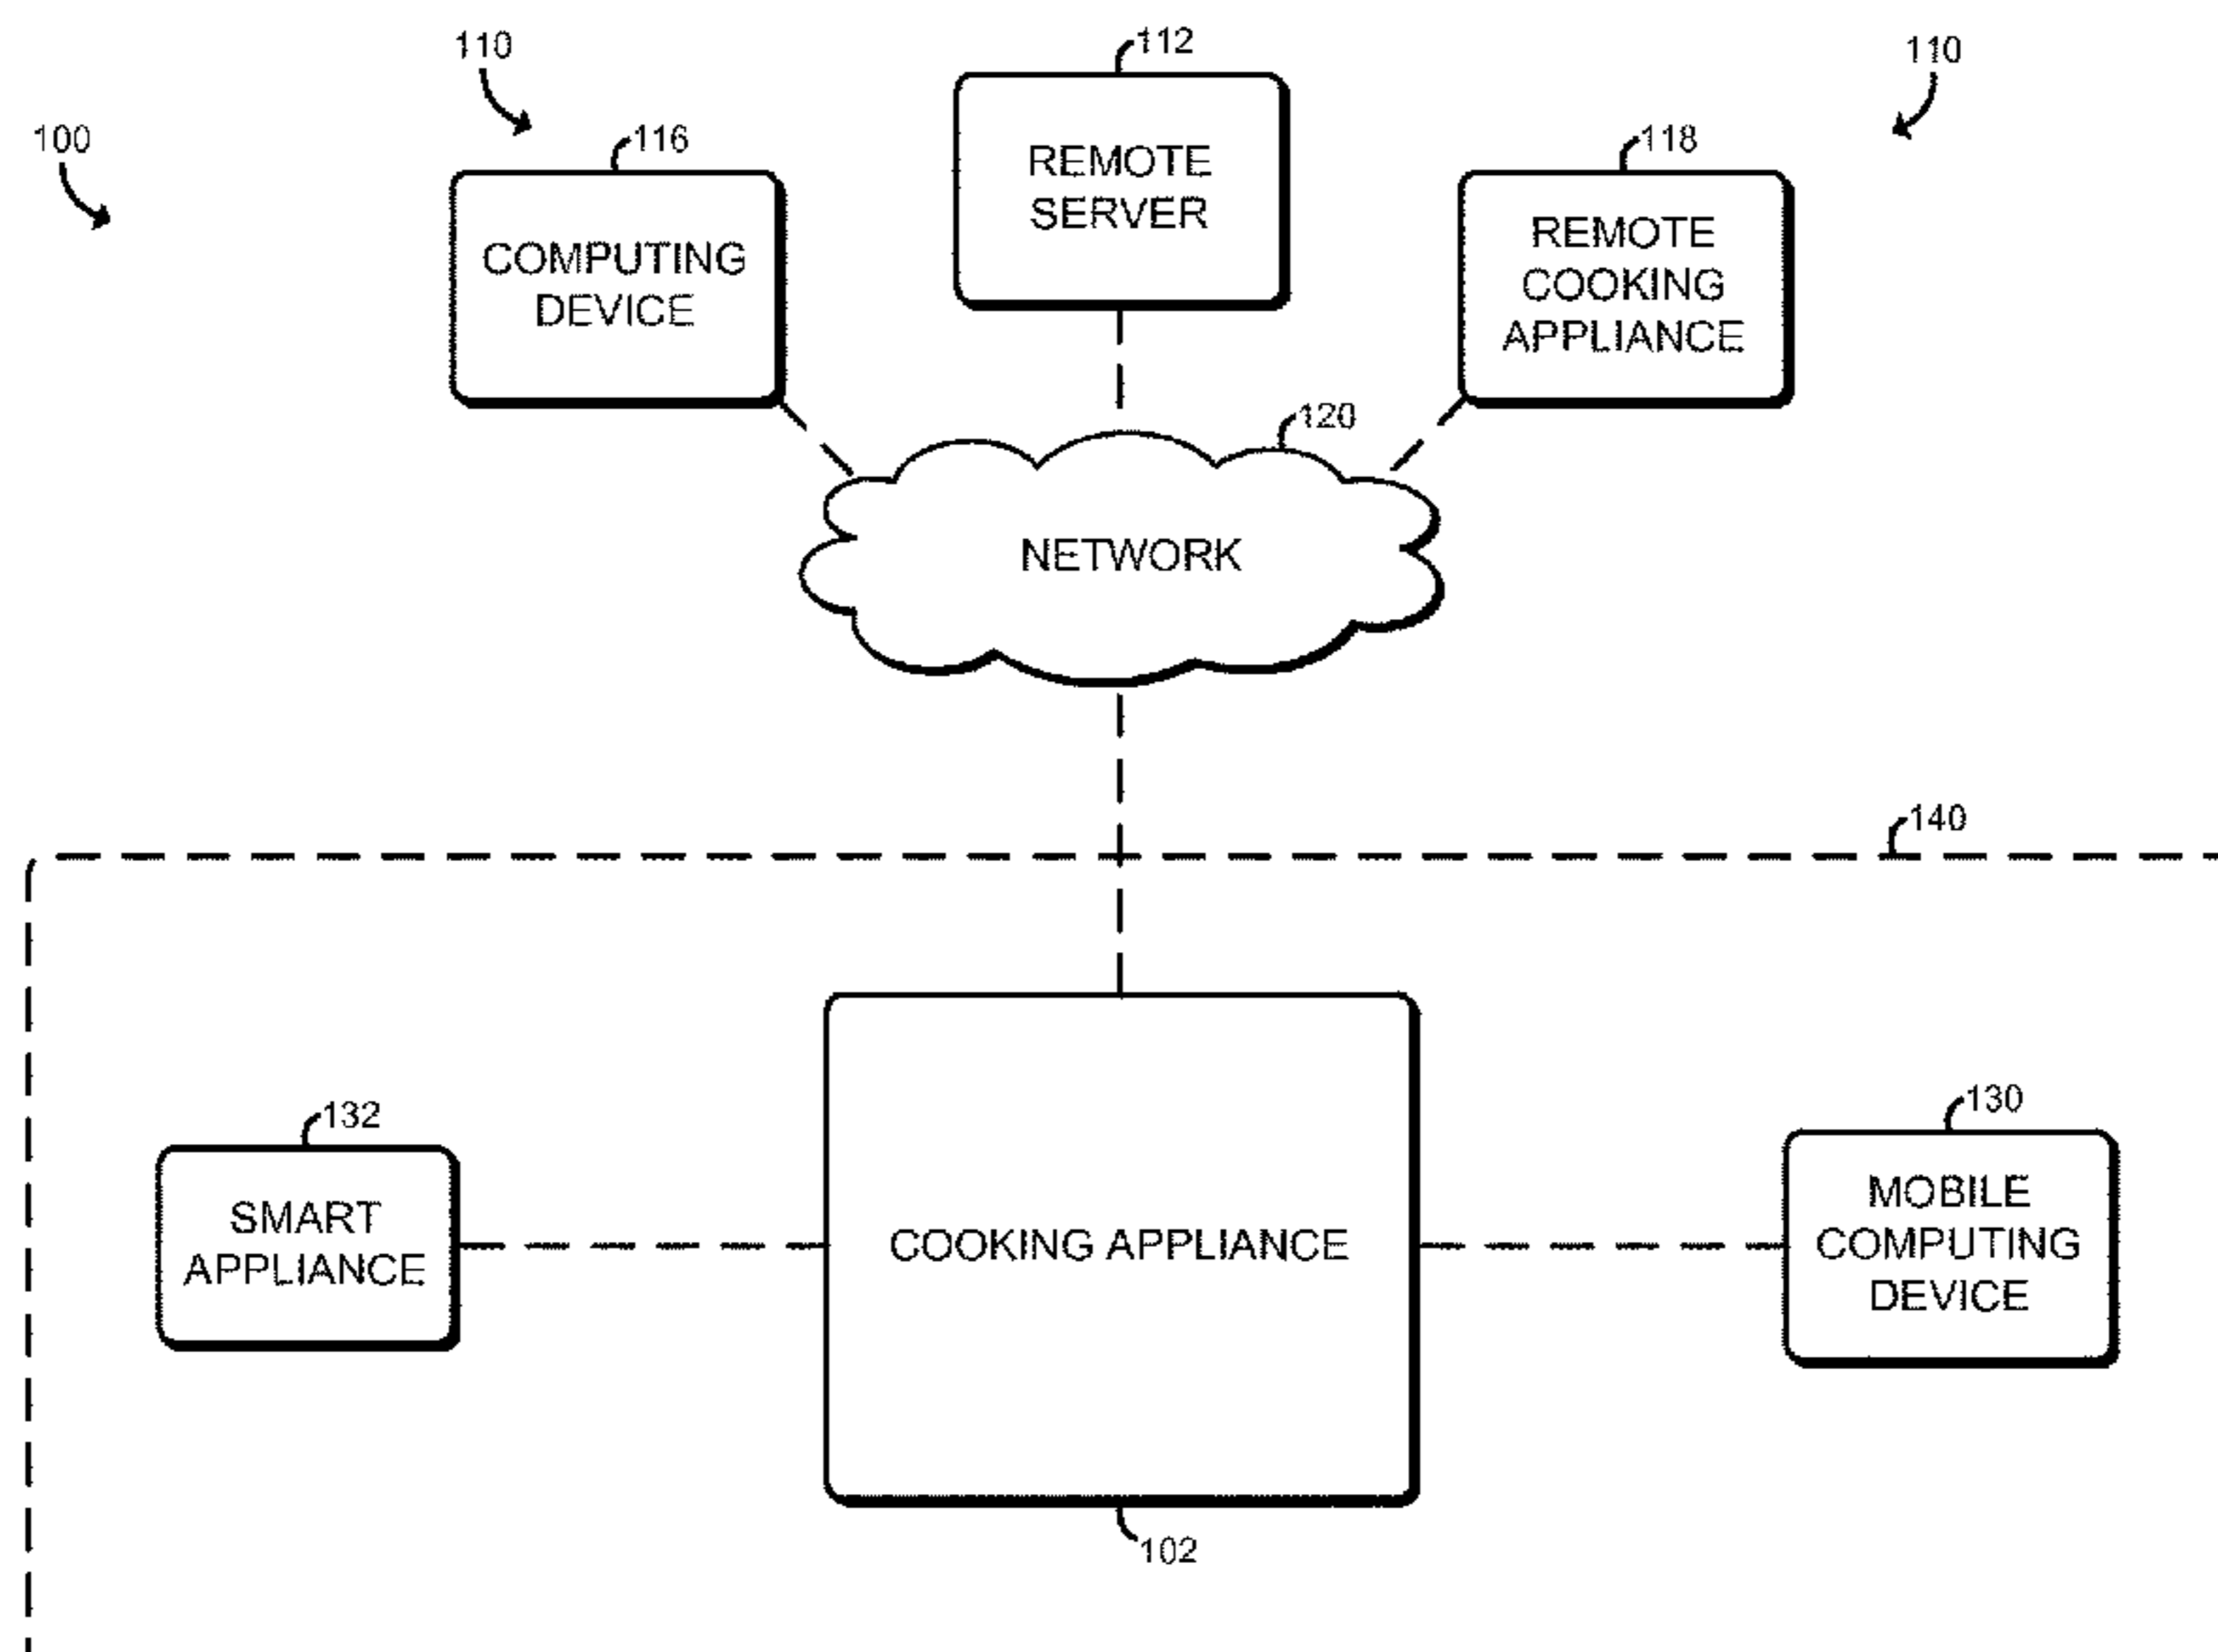 110
112
110
100
116
118
REMOTE
SERVER
COMPUTING
DEVICE
REMOTE
COOKING
APPLIANCE
120
NETWORK
140
132
130
SMART
APPLIANCE
COOKING APPLIANCE
MOBILE
COMPUTING
DEVICE
102